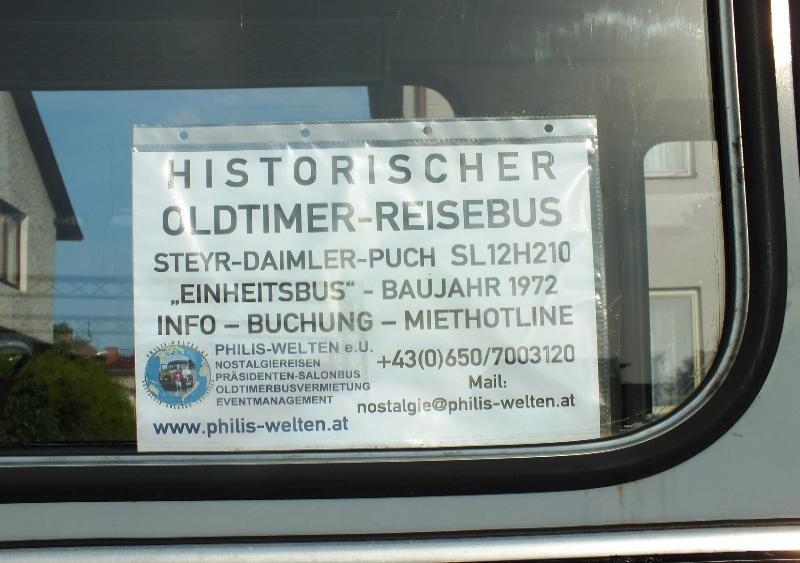 HISTORISCHER
OLDTIMER-REISEBUS
STEYR-DAIMLER-PUCH SL12H210
„EINHEITSBUS“ - BAUJAHR 1972
INFO – BUCHUNG – MIETHOTLINE
PHILIS-WELTEN e.U.
NOSTALGIEREISEN
PRÄSIDENTEN-SALONBUS
OLDTIMERBUSVERMIETUNG
EVENTMANAGEMENT
www.philis-welten.at
+43(0)650/7003120
Mail:
nostalgie@philis-welten.at